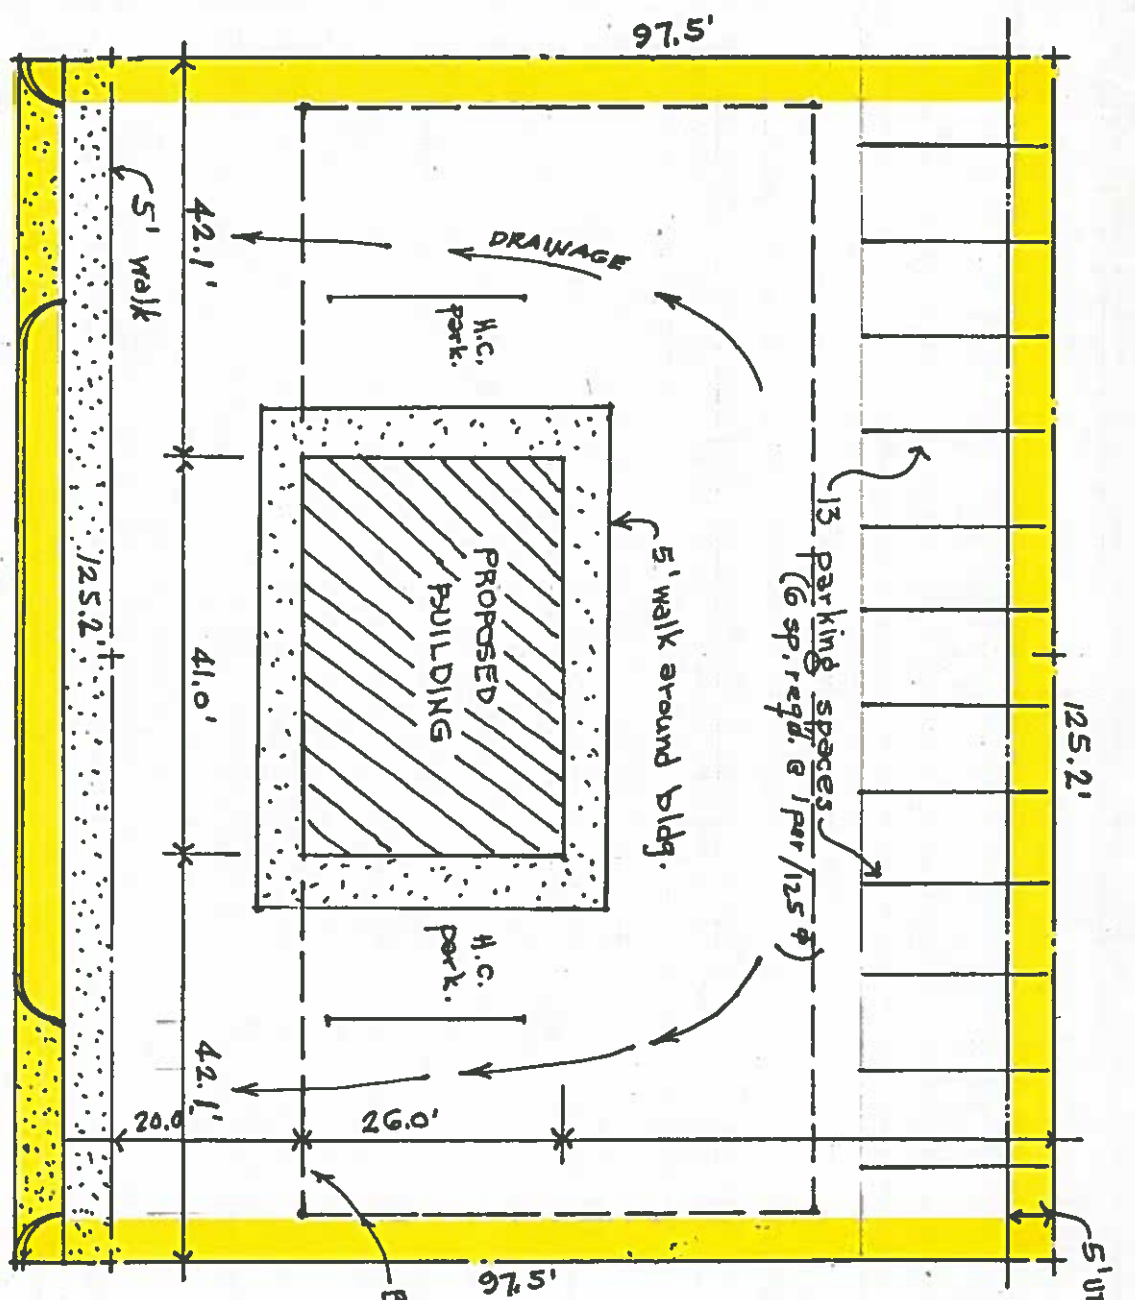 97.5'
42.1'
5' walk
DRAINAGE
H.C.
park.
13 parking spaces
(6 sp. reqd. @ 1 per/125 ⌀)
5' walk around bldg.
PROPOSED
BUILDING
125.2'
41.0'
125.2'
H.C.
park.
42.1'
20.0
26.0'
97.5'
5'